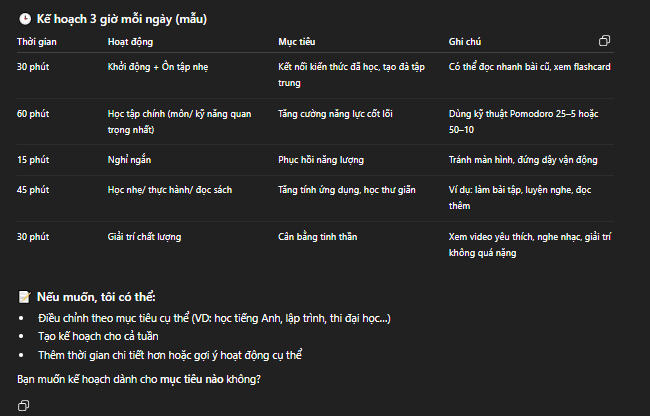 🕒 Kế hoạch 3 giờ mỗi ngày (mẫu)
Thời gian Hoạt động Mục tiêu Ghi chú
30 phút Khởi động + Ôn tập nhẹ Kết nối kiến thức đã học, tạo đà tập Có thể đọc nhanh bài cũ, xem flashcard
trung
60 phút Học tập chính (môn/ kỹ năng quan Tăng cường năng lực cốt lõi Dùng kỹ thuật Pomodoro 25–5 hoặc
trọng nhất) 50–10
15 phút Nghỉ ngắn Phục hồi năng lượng Tránh màn hình, đứng dậy vận động
45 phút Học nhẹ/ thực hành/ đọc sách Tăng tính ứng dụng, học thư giãn Ví dụ: làm bài tập, luyện nghe, đọc
thêm
30 phút Giải trí chất lượng Cân bằng tinh thần Xem video yêu thích, nghe nhạc, giải trí
không quá nặng
📝 Nếu muốn, tôi có thể:
• Điều chỉnh theo mục tiêu cụ thể (VD: học tiếng Anh, lập trình, thi đại học...)
• Tạo kế hoạch cho cả tuần
• Thêm thời gian chi tiết hơn hoặc gợi ý hoạt động cụ thể
Bạn muốn kế hoạch dành cho mục tiêu nào không?